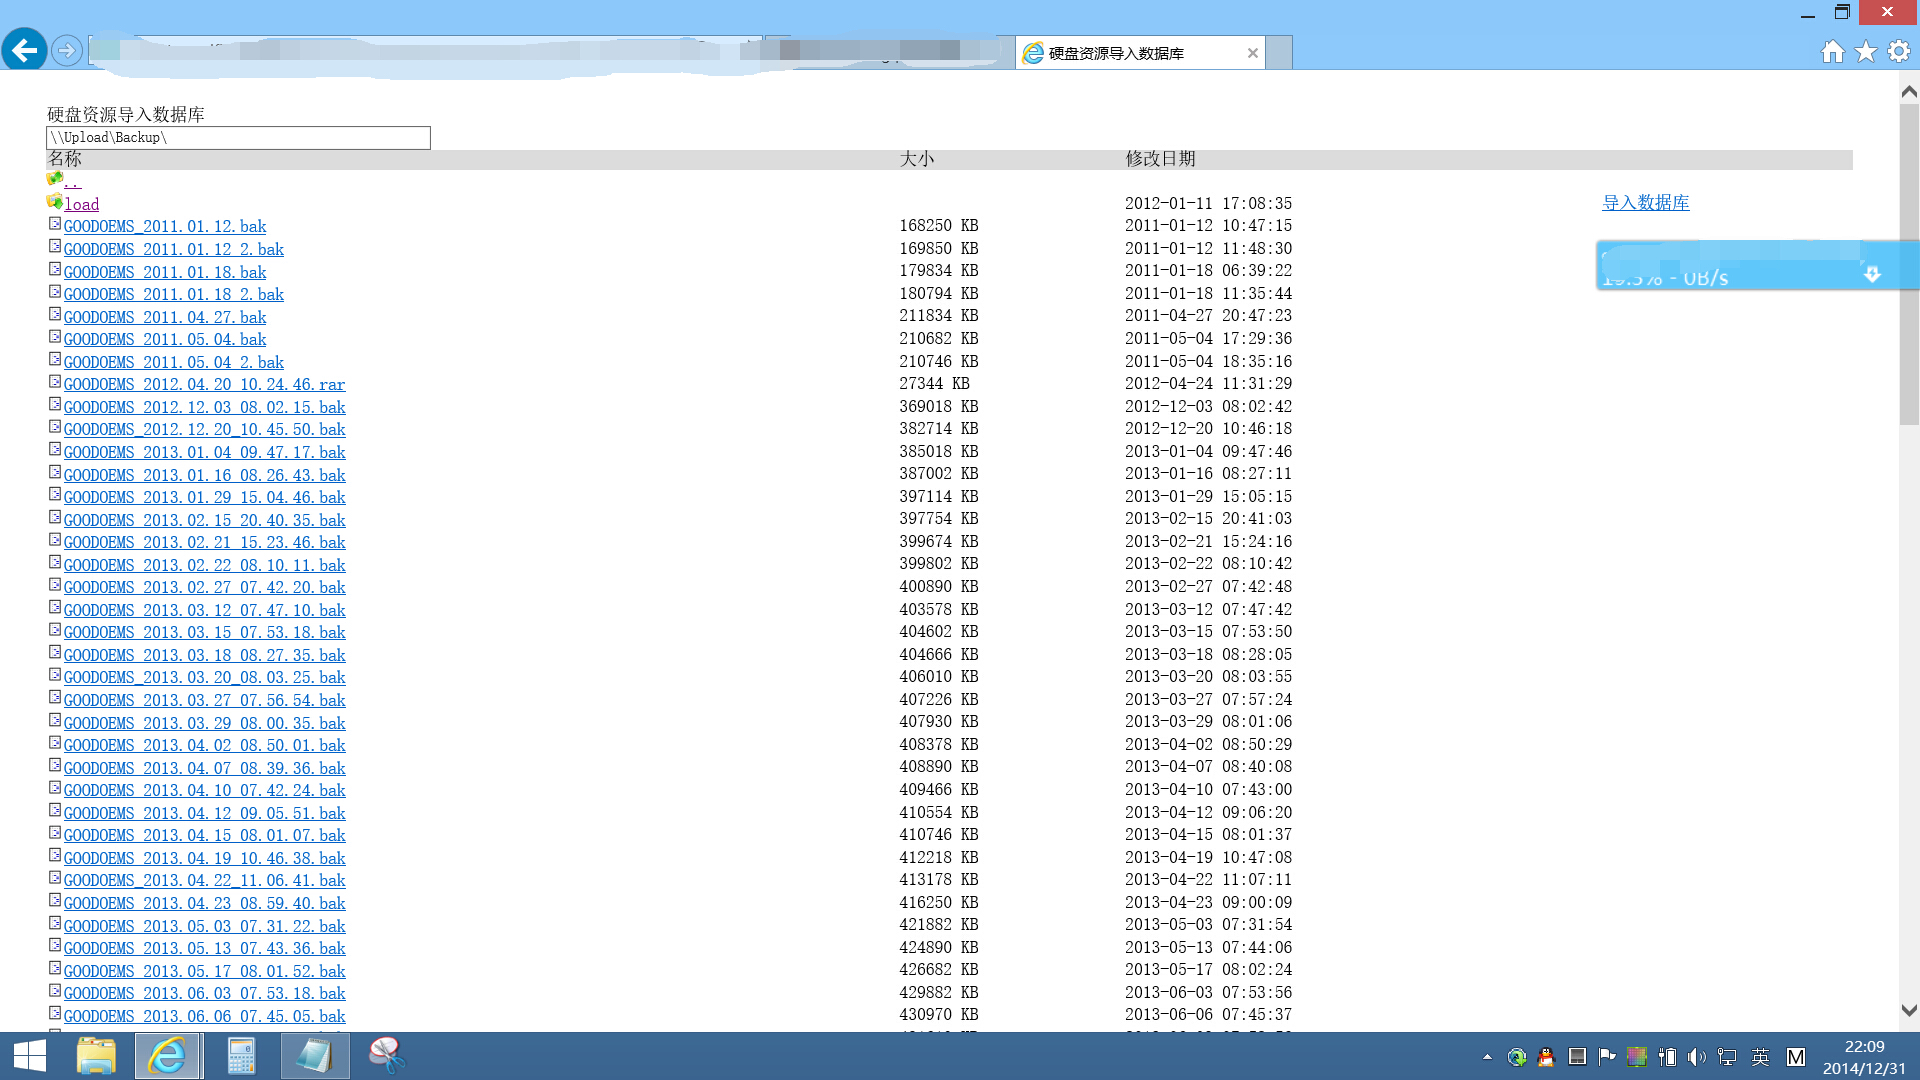 硬盘资源导入数据库
硬盘资源导入数据库
\\Upload\Backup\
名称 大小 修改日期
..
load 2012-01-11 17:08:35 导入数据库
GOODOEMS_2011.01.12.bak 168250 KB 2011-01-12 10:47:15
GOODOEMS_2011.01.12_2.bak 169850 KB 2011-01-12 11:48:30
GOODOEMS_2011.01.18.bak 179834 KB 2011-01-18 06:39:22
- 0B/s
GOODOEMS_2011.01.18_2.bak 180794 KB 2011-01-18 11:35:44
GOODOEMS_2011.04.27.bak 211834 KB 2011-04-27 20:47:23
GOODOEMS_2011.05.04.bak 210682 KB 2011-05-04 17:29:36
GOODOEMS_2011.05.04_2.bak 210746 KB 2011-05-04 18:35:16
GOODOEMS_2012.04.20_10.24.46.rar 27344 KB 2012-04-24 11:31:29
GOODOEMS_2012.12.03_08.02.15.bak 369018 KB 2012-12-03 08:02:42
GOODOEMS_2012.12.20_10.45.50.bak 382714 KB 2012-12-20 10:46:18
GOODOEMS_2013.01.04_09.47.17.bak 385018 KB 2013-01-04 09:47:46
GOODOEMS_2013.01.16_08.26.43.bak 387002 KB 2013-01-16 08:27:11
GOODOEMS_2013.01.29_15.04.46.bak 397114 KB 2013-01-29 15:05:15
GOODOEMS_2013.02.15_20.40.35.bak 397754 KB 2013-02-15 20:41:03
GOODOEMS_2013.02.21_15.23.46.bak 399674 KB 2013-02-21 15:24:16
GOODOEMS_2013.02.22_08.10.11.bak 399802 KB 2013-02-22 08:10:42
GOODOEMS_2013.02.27_07.42.20.bak 400890 KB 2013-02-27 07:42:48
GOODOEMS_2013.03.12_07.47.10.bak 403578 KB 2013-03-12 07:47:42
GOODOEMS_2013.03.15_07.53.18.bak 404602 KB 2013-03-15 07:53:50
GOODOEMS_2013.03.18_08.27.35.bak 404666 KB 2013-03-18 08:28:05
GOODOEMS_2013.03.20_08.03.25.bak 406010 KB 2013-03-20 08:03:55
GOODOEMS_2013.03.27_07.56.54.bak 407226 KB 2013-03-27 07:57:24
GOODOEMS_2013.03.29_08.00.35.bak 407930 KB 2013-03-29 08:01:06
GOODOEMS_2013.04.02_08.50.01.bak 408378 KB 2013-04-02 08:50:29
GOODOEMS_2013.04.07_08.39.36.bak 408890 KB 2013-04-07 08:40:08
GOODOEMS_2013.04.10_07.42.24.bak 409466 KB 2013-04-10 07:43:00
GOODOEMS_2013.04.12_09.05.51.bak 410554 KB 2013-04-12 09:06:20
GOODOEMS_2013.04.15_08.01.07.bak 410746 KB 2013-04-15 08:01:37
GOODOEMS_2013.04.19_10.46.38.bak 412218 KB 2013-04-19 10:47:08
GOODOEMS_2013.04.22_11.06.41.bak 413178 KB 2013-04-22 11:07:11
GOODOEMS_2013.04.23_08.59.40.bak 416250 KB 2013-04-23 09:00:09
GOODOEMS_2013.05.03_07.31.22.bak 421882 KB 2013-05-03 07:31:54
GOODOEMS_2013.05.13_07.43.36.bak 424890 KB 2013-05-13 07:44:06
GOODOEMS_2013.05.17_08.01.52.bak 426682 KB 2013-05-17 08:02:24
GOODOEMS_2013.06.03_07.53.18.bak 429882 KB 2013-06-03 07:53:56
GOODOEMS_2013.06.06_07.45.05.bak 430970 KB 2013-06-06 07:45:37
英 M 22:09
2014/12/31